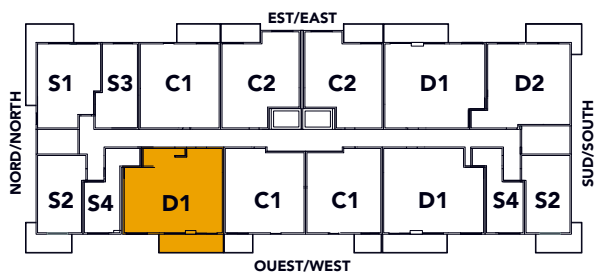 EST/EAST
NORD/NORTH
S1 S3 C1 C2 C2 D1 D2
SUD/SOUTH
S2 S4 D1 C1 C1 D1 S4 S2
OUEST/WEST